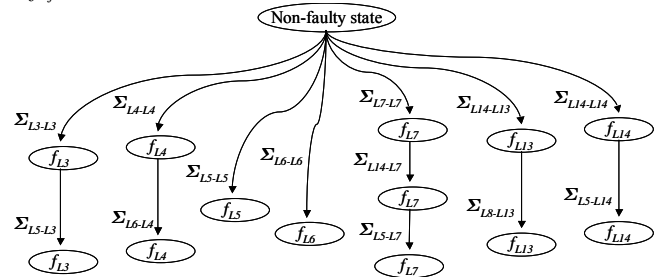 Non-faulty state
Σ_{L3-L3}
Σ_{L4-L4}
Σ_{L5-L5}
Σ_{L6-L6}
Σ_{L7-L7}
Σ_{L14-L13}
Σ_{L14-L14}
f_{L3}
f_{L4}
f_{L5}
f_{L6}
f_{L7}
f_{L13}
f_{L14}
Σ_{L5-L3}
Σ_{L6-L4}
Σ_{L14-L7}
f_{L7}
Σ_{L8-L13}
Σ_{L5-L14}
Σ_{L5-L7}
f_{L3}
f_{L4}
f_{L7}
f_{L13}
f_{L14}